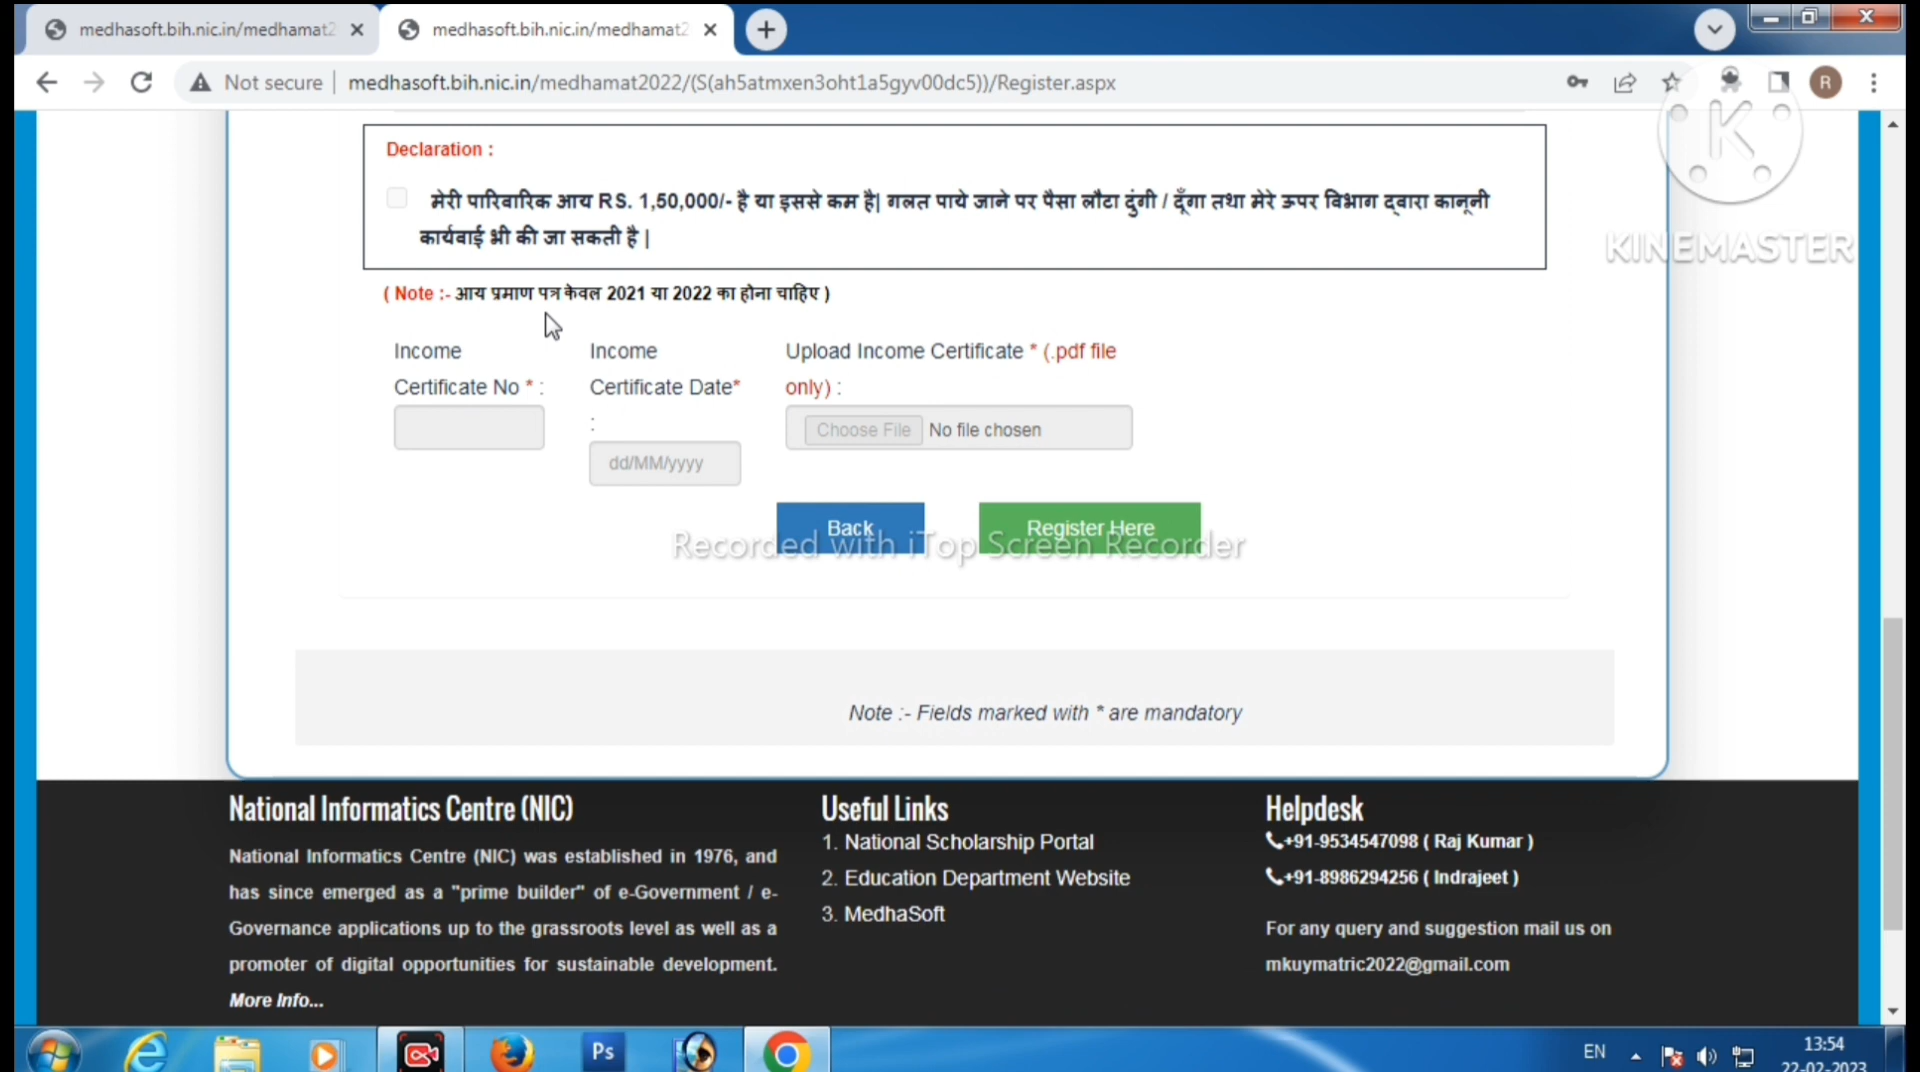 medhasoft.bih.nic.in/medhamat2
medhasoft.bih.nic.in/medhamat2
Not secure medhasoft.bih.nic.in/medhamat2022/(S(ah5atmxen3oht1a5gyv00dc5))/Register.aspx
R
K
KINEMASTER
Declaration :
मेरी पारिवारिक आय RS. 1,50,000/- है या इससे कम है| गलत पाये जाने पर पैसा लौटा दुंगी / दूँगा तथा मेरे ऊपर विभाग द्वारा कानूनी
कार्यवाई भी की जा सकती है |
( Note :- आय प्रमाण पत्र केवल 2021 या 2022 का होना चाहिए )
Income Income Upload Income Certificate * (.pdf file
Certificate No * : Certificate Date* only) :
:
Choose File No file chosen
dd/MM/yyyy
Back Register Here
Recorded with iTop Screen Recorder
Note :- Fields marked with * are mandatory
National Informatics Centre (NIC)
National Informatics Centre (NIC) was established in 1976, and
has since emerged as a "prime builder" of e-Government / e-
Governance applications up to the grassroots level as well as a
promoter of digital opportunities for sustainable development.
More Info...
Useful Links
1. National Scholarship Portal
2. Education Department Website
3. MedhaSoft
Helpdesk
+91-9534547098 ( Raj Kumar )
+91-8986294256 ( Indrajeet )
For any query and suggestion mail us on
mkuymatric2022@gmail.com
Ps
EN
13:54
22-02-2023